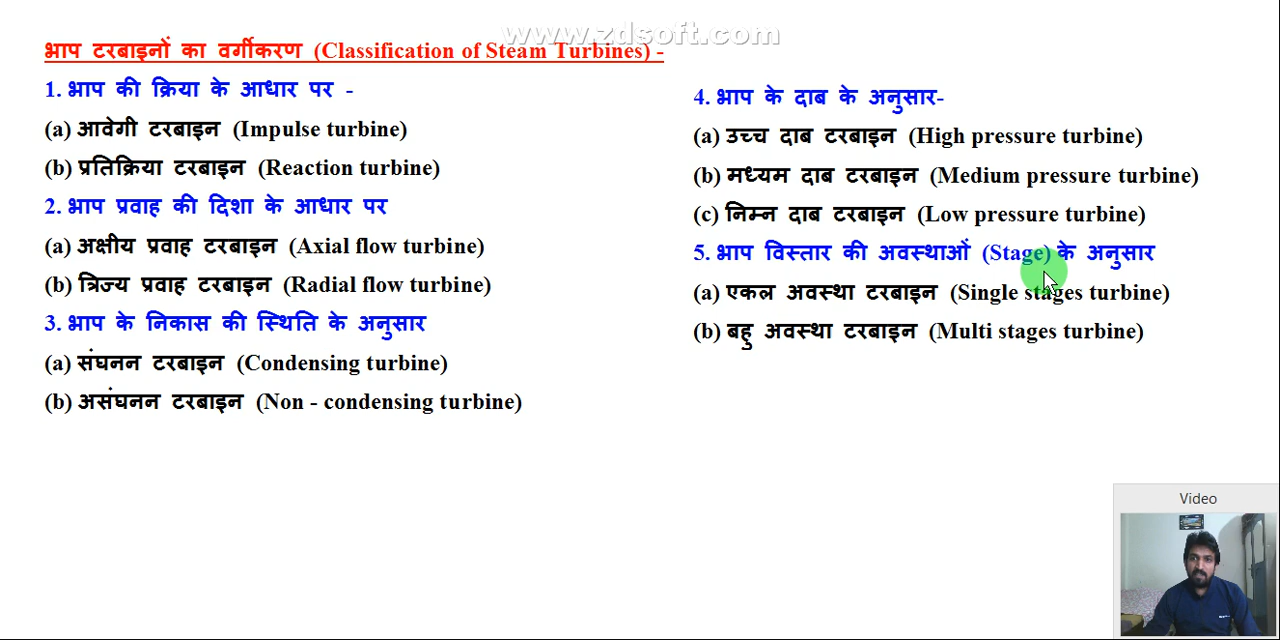 www.zdsoft.com
भाप टरबाइनों का वर्गीकरण (Classification of Steam Turbines) -
1. भाप की क्रिया के आधार पर -
(a) आवेगी टरबाइन (Impulse turbine)
(b) प्रतिक्रिया टरबाइन (Reaction turbine)
2. भाप प्रवाह की दिशा के आधार पर
(a) अक्षीय प्रवाह टरबाइन (Axial flow turbine)
(b) त्रिज्य प्रवाह टरबाइन (Radial flow turbine)
3. भाप के निकास की स्थिति के अनुसार
(a) संघनन टरबाइन (Condensing turbine)
(b) असंघनन टरबाइन (Non - condensing turbine)
4. भाप के दाब के अनुसार-
(a) उच्च दाब टरबाइन (High pressure turbine)
(b) मध्यम दाब टरबाइन (Medium pressure turbine)
(c) निम्न दाब टरबाइन (Low pressure turbine)
5. भाप विस्तार की अवस्थाओं (Stage) के अनुसार
(a) एकल अवस्था टरबाइन (Single stages turbine)
(b) बहु अवस्था टरबाइन (Multi stages turbine)
Video